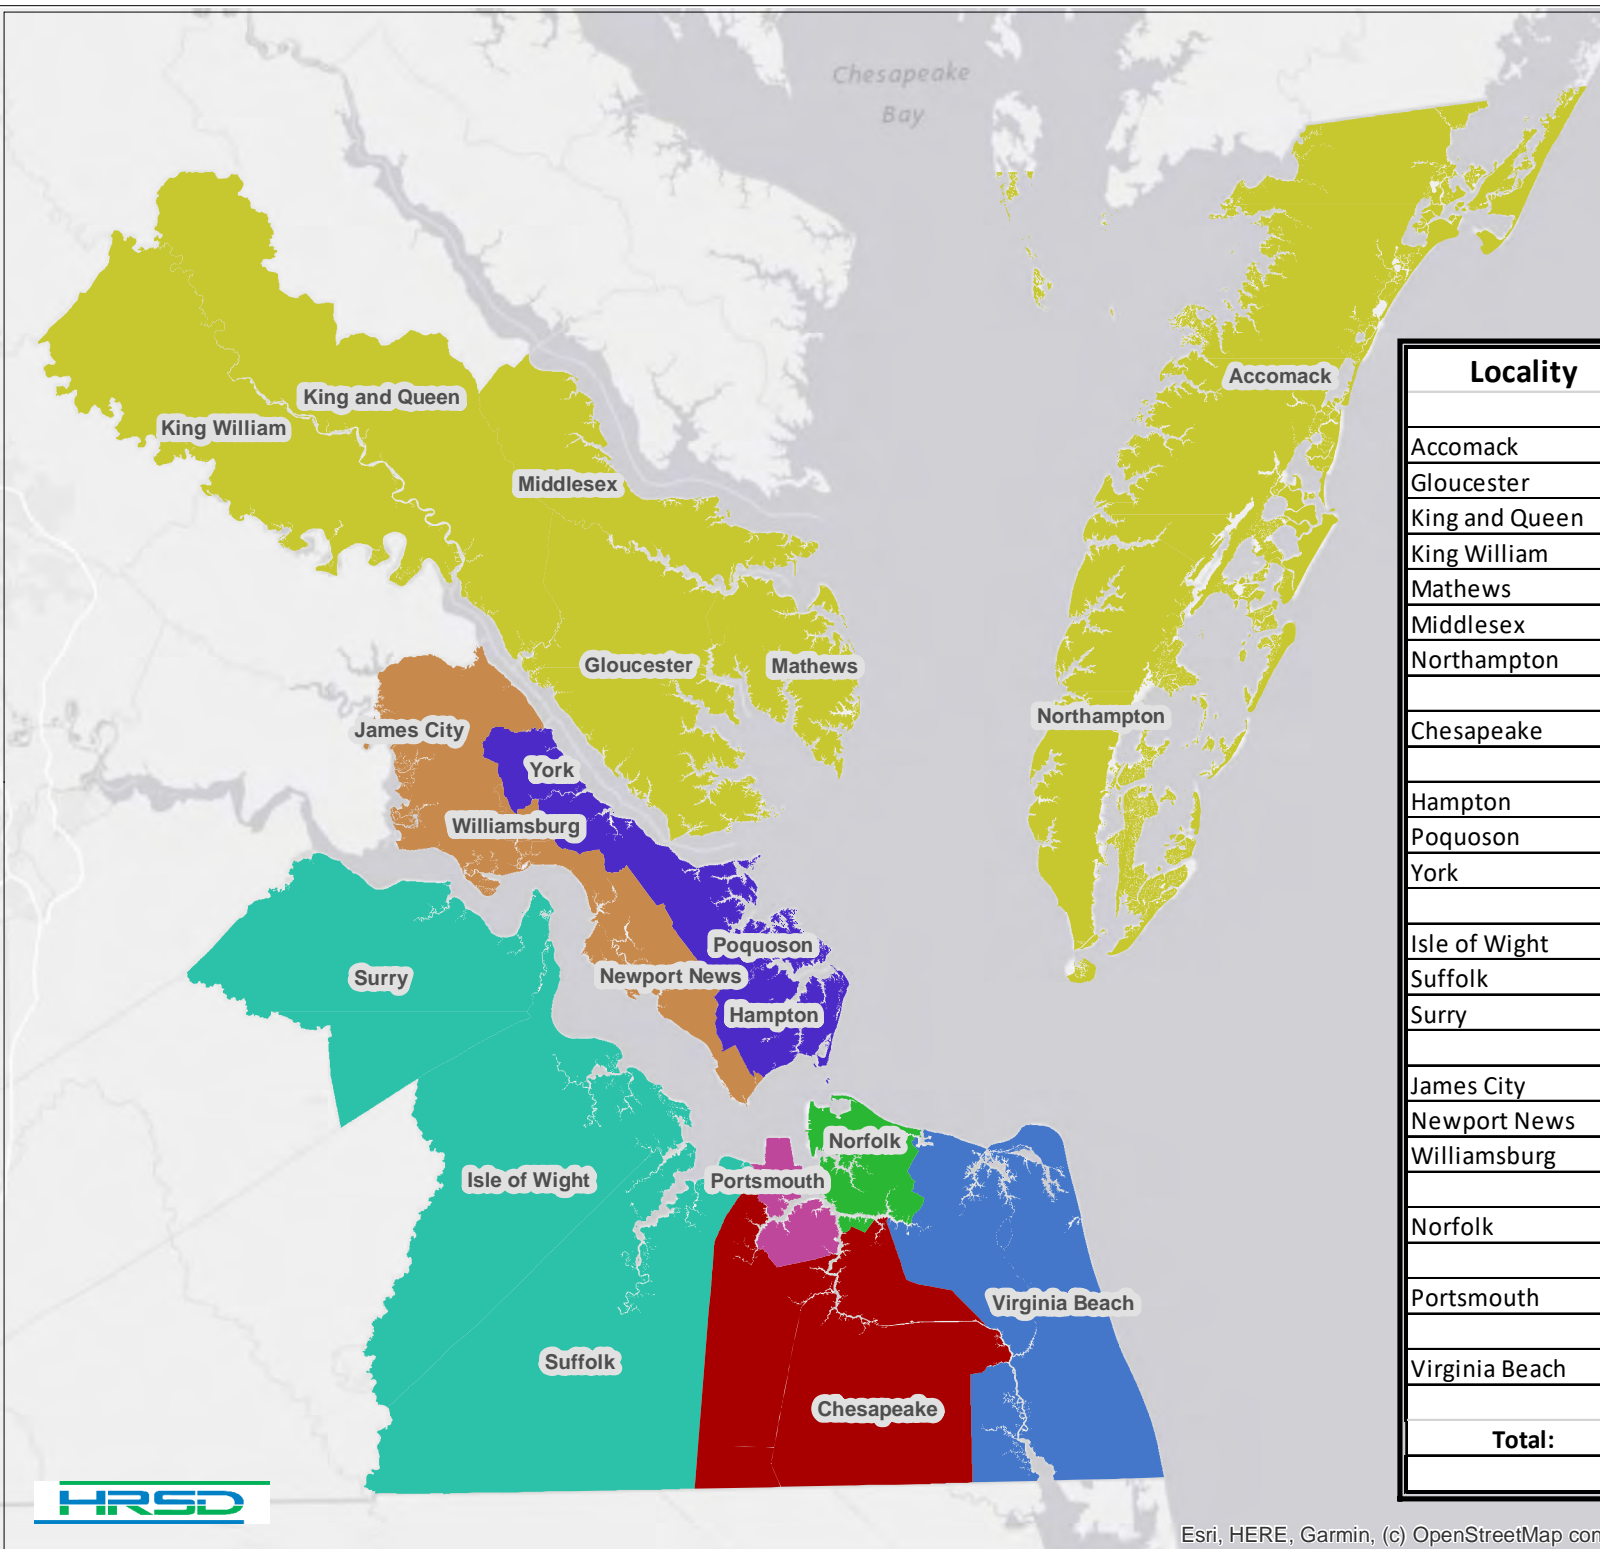 Chesapeake
Bay
Accomack
King and Queen
King William
Middlesex
Gloucester
Mathews
Northampton
James City
York
Williamsburg
Poquoson
Newport News
Surry
Hampton
Norfolk
Isle of Wight
Portsmouth
Virginia Beach
Suffolk
Chesapeake
Locality
Accomack
Gloucester
King and Queen
King William
Mathews
Middlesex
Northampton
Chesapeake
Hampton
Poquoson
York
Isle of Wight
Suffolk
Surry
James City
Newport News
Williamsburg
Norfolk
Portsmouth
Virginia Beach
Total:
HRSD
Esri, HERE, Garmin, (c) OpenStreetMap con